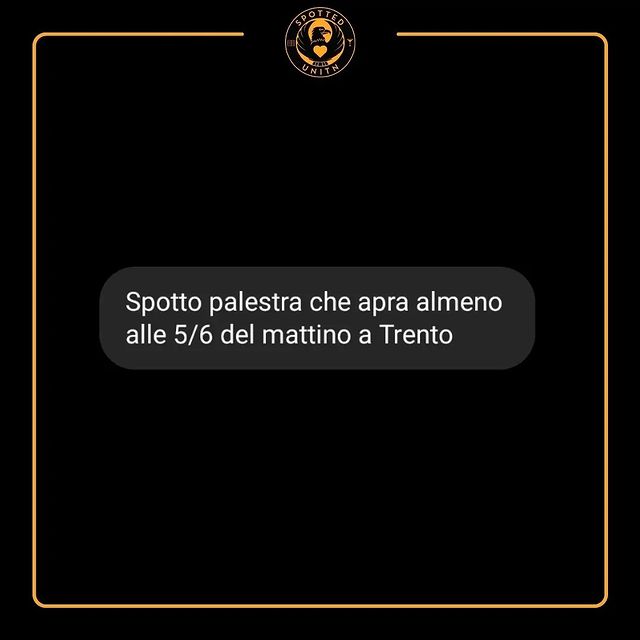 SPOTTED
UNITN
Spotto palestra che apra almeno
alle 5/6 del mattino a Trento